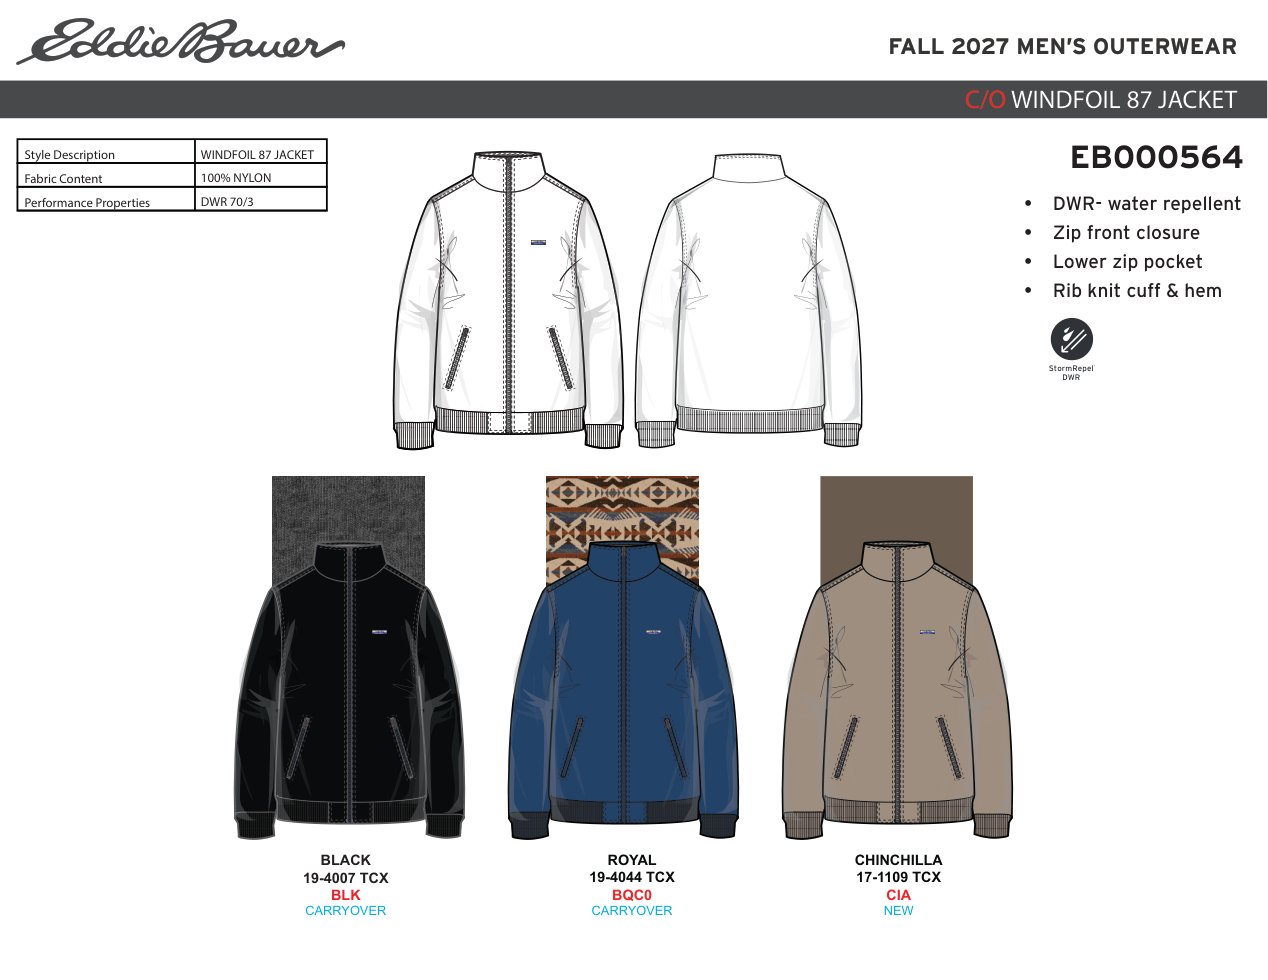 Eddie Bauer
FALL 2027 MEN'S OUTERWEAR
C/O WINDFOIL 87 JACKET
Style Description WINDFOIL 87 JACKET
Fabric Content 100% NYLON
Performance Properties DWR 70/3
EB000564
• DWR- water repellent
• Zip front closure
• Lower zip pocket
• Rib knit cuff & hem
StormRepel
DWR
BLACK
19-4007 TCX
BLK
CARRYOVER
ROYAL
19-4044 TCX
BQC0
CARRYOVER
CHINCHILLA
17-1109 TCX
CIA
NEW